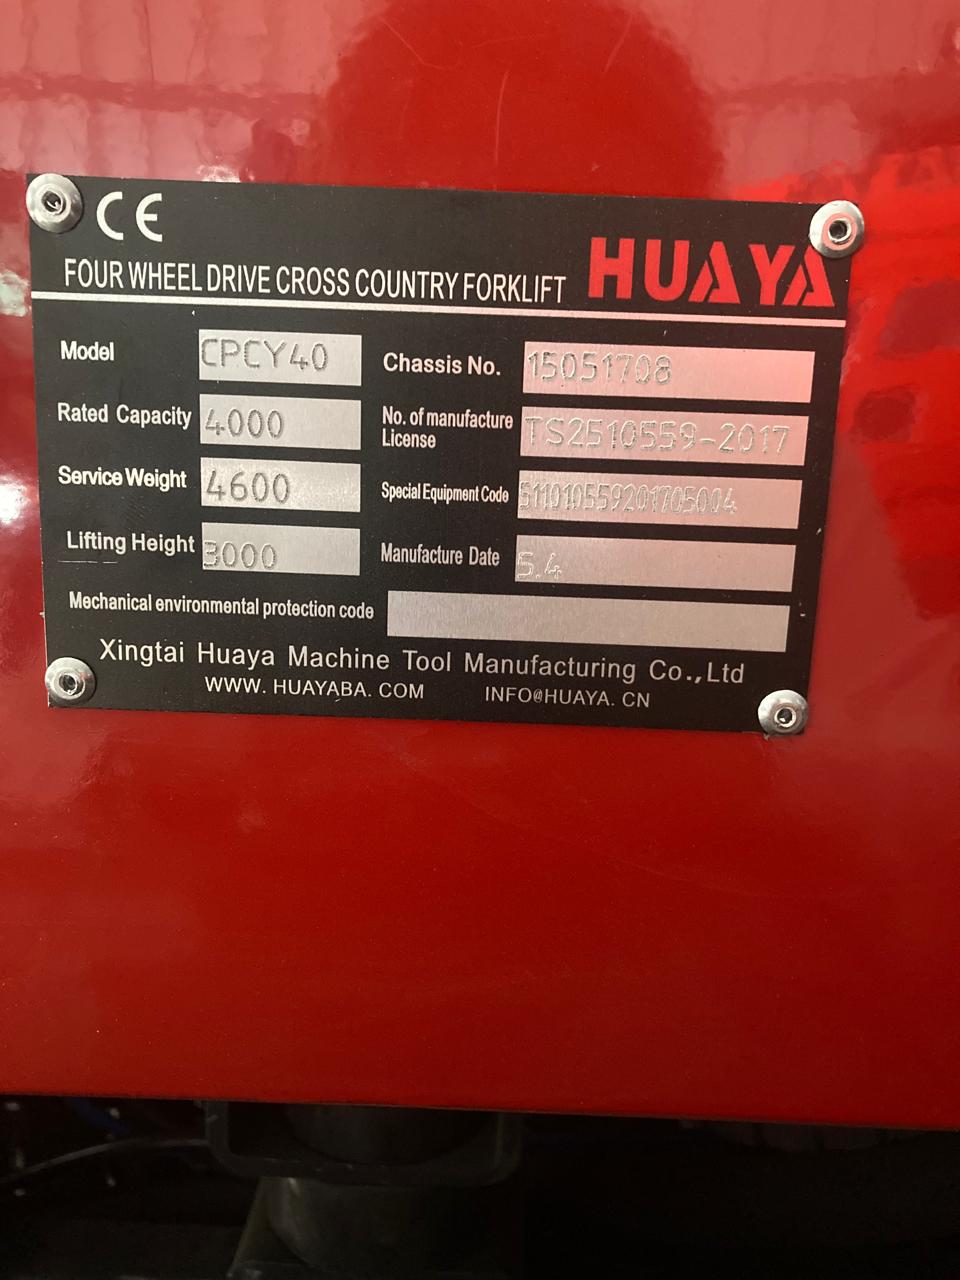 CE
FOUR WHEEL DRIVE CROSS COUNTRY FORKLIFT HUAYA
Model CPCY40 Chassis No. 15051708
Rated Capacity 4000 No. of manufacture License TS2510559-2017
Service Weight 4600 Special Equipment Code 511010559201705004
Lifting Height 3000 Manufacture Date 5.4
Mechanical environmental protection code
Xingtai Huaya Machine Tool Manufacturing Co.,Ltd
WWW. HUAYABA. COM INFO@HUAYA. CN